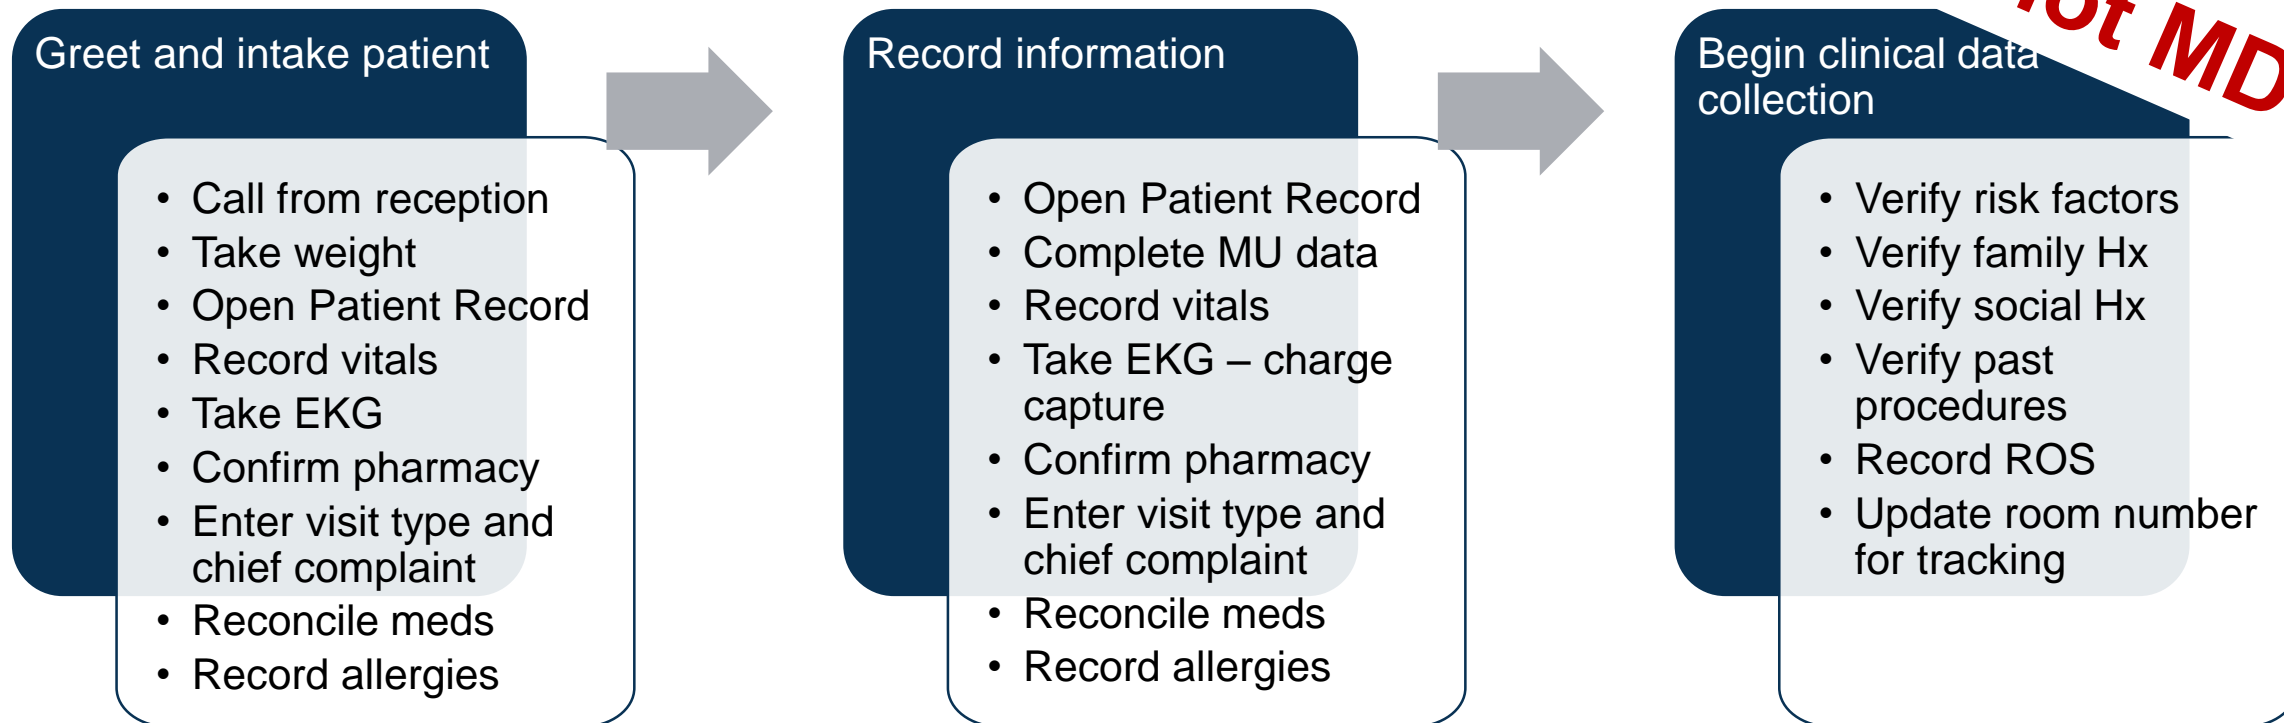 Greet and intake patient
• Call from reception
• Take weight
• Open Patient Record
• Record vitals
• Take EKG
• Confirm pharmacy
• Enter visit type and
chief complaint
• Reconcile meds
• Record allergies
Record information
• Open Patient Record
• Complete MU data
• Record vitals
• Take EKG – charge
capture
• Confirm pharmacy
• Enter visit type and
chief complaint
• Reconcile meds
• Record allergies
Begin clinical data
collection
• Verify risk factors
• Verify family Hx
• Verify social Hx
• Verify past
procedures
• Record ROS
• Update room number
for tracking
not MD